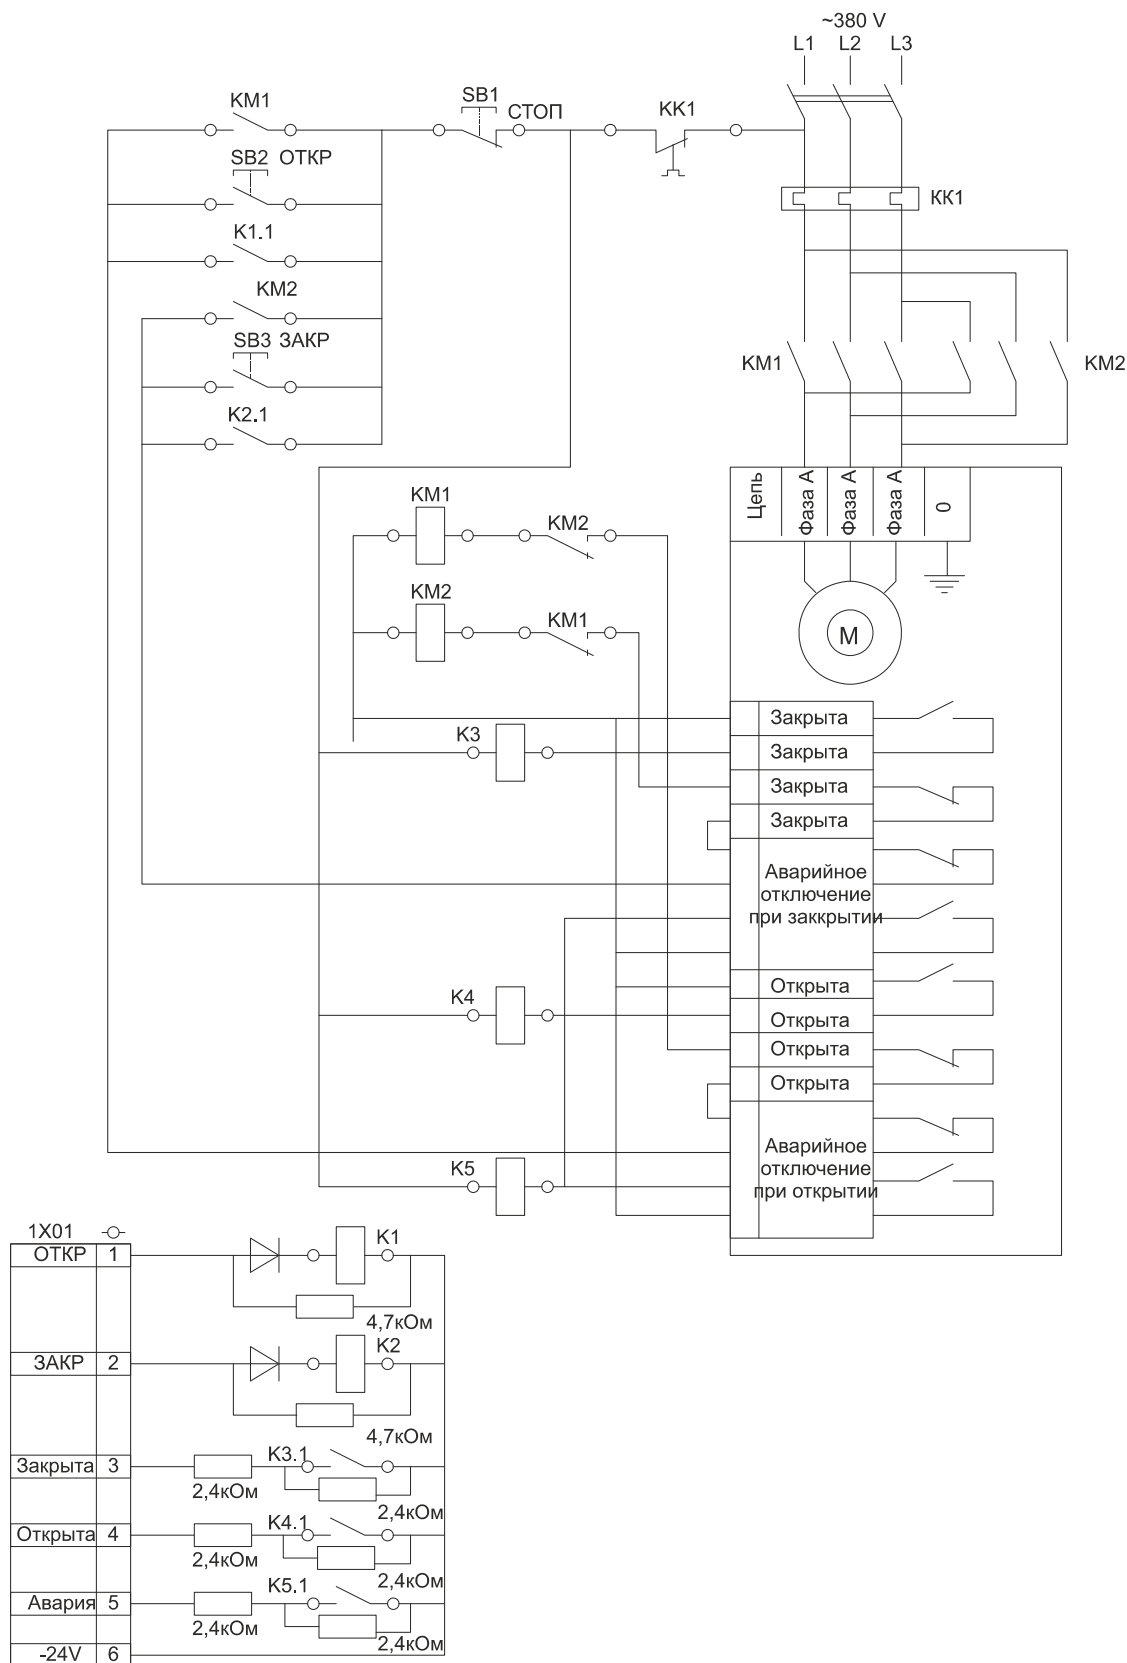 ~380 V
L1 L2 L3
KM1
SB1
СТОП
KK1
SB2 ОТКР
КК1
K1.1
KM2
SB3 ЗАКР
KM1
KM2
K2.1
Цепь
Фаза А
Фаза А
Фаза А
0
KM1
KM2
KM2
KM1
М
K3
Закрыта
Закрыта
Закрыта
Закрыта
Аварийное
отключение
при заккрытии
K4
Открыта
Открыта
Открыта
Открыта
Аварийное
отключение
при открытии
K5
1X01
ОТКР 1
K1
4,7кОм
ЗАКР 2
K2
4,7кОм
Закрыта 3
2,4кОм
K3.1
2,4кОм
Открыта 4
2,4кОм
K4.1
2,4кОм
Авария 5
2,4кОм
K5.1
2,4кОм
-24V 6